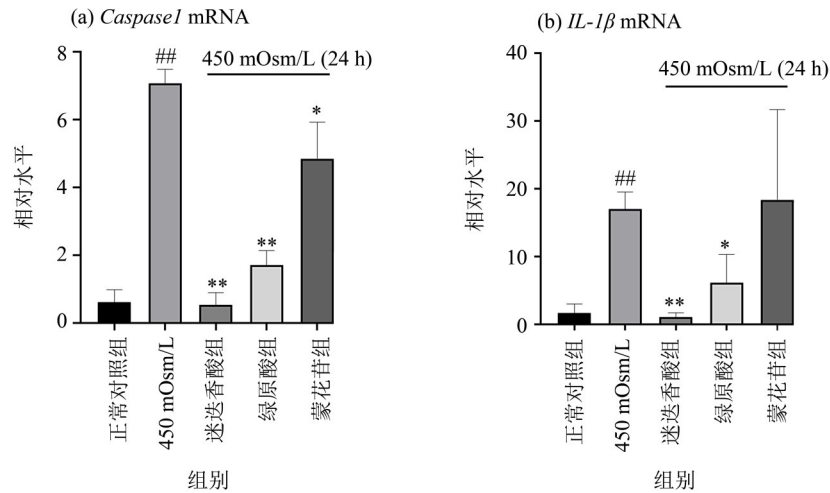 (a) Caspase1 mRNA
450 mOsm/L (24 h)
相对水平
8
6
4
2
0
##
**
**
*
正常对照组
450 mOsm/L
迷迭香酸组
绿原酸组
蒙花苷组
组别
(b) IL-1β mRNA
450 mOsm/L (24 h)
相对水平
40
30
20
10
0
##
**
*
正常对照组
450 mOsm/L
迷迭香酸组
绿原酸组
蒙花苷组
组别